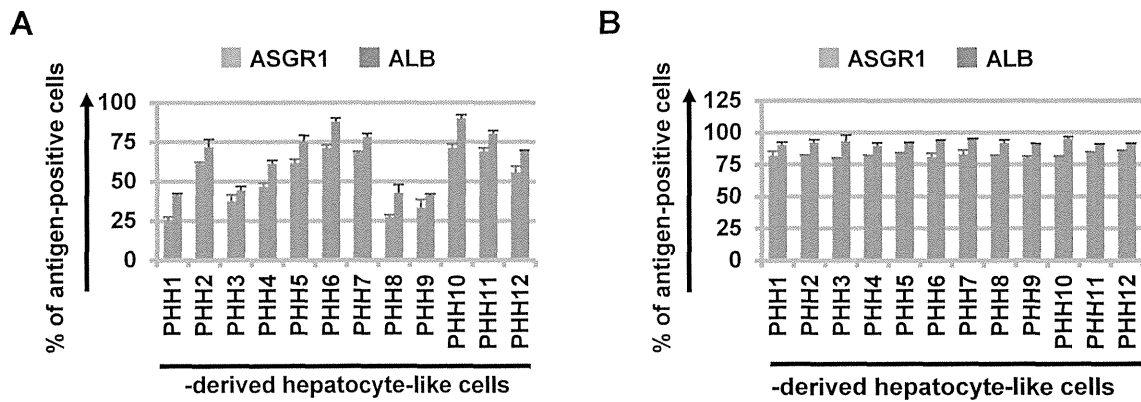 A
ASGR1 ALB
% of antigen-positive cells
100
75
50
25
0
PHH1
PHH2
PHH3
PHH4
PHH5
PHH6
PHH7
PHH8
PHH9
PHH10
PHH11
PHH12
-derived hepatocyte-like cells
B
ASGR1 ALB
% of antigen-positive cells
125
100
75
50
25
0
PHH1
PHH2
PHH3
PHH4
PHH5
PHH6
PHH7
PHH8
PHH9
PHH10
PHH11
PHH12
-derived hepatocyte-like cells